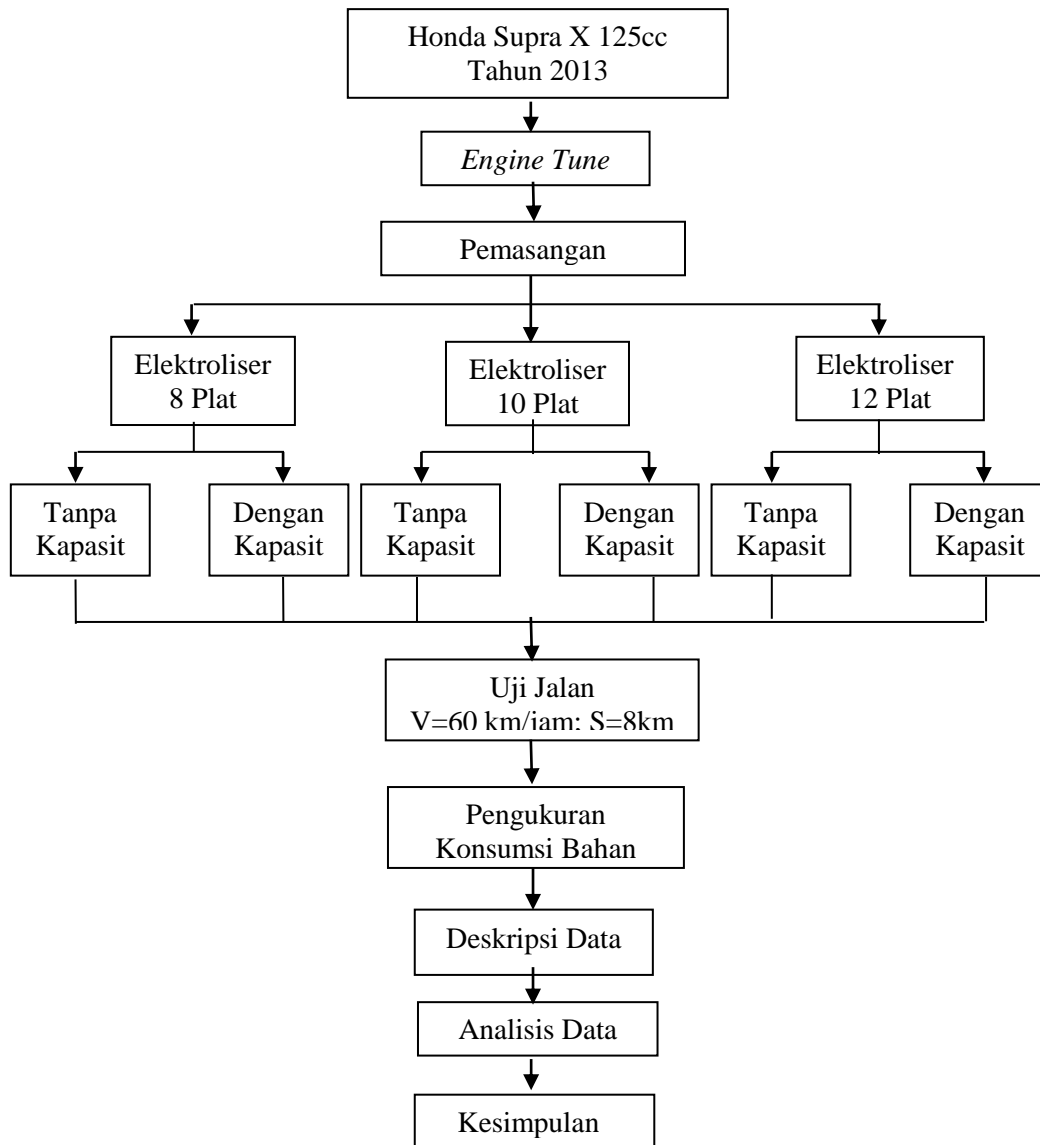 Honda Supra X 125cc
Tahun 2013
Engine Tune
Pemasangan
Elektroliser
8 Plat
Elektroliser
10 Plat
Elektroliser
12 Plat
Tanpa
Kapasit
Dengan
Kapasit
Tanpa
Kapasit
Dengan
Kapasit
Tanpa
Kapasit
Dengan
Kapasit
Uji Jalan
V=60 km/jam; S=8km
Pengukuran
Konsumsi Bahan
Deskripsi Data
Analisis Data
Kesimpulan